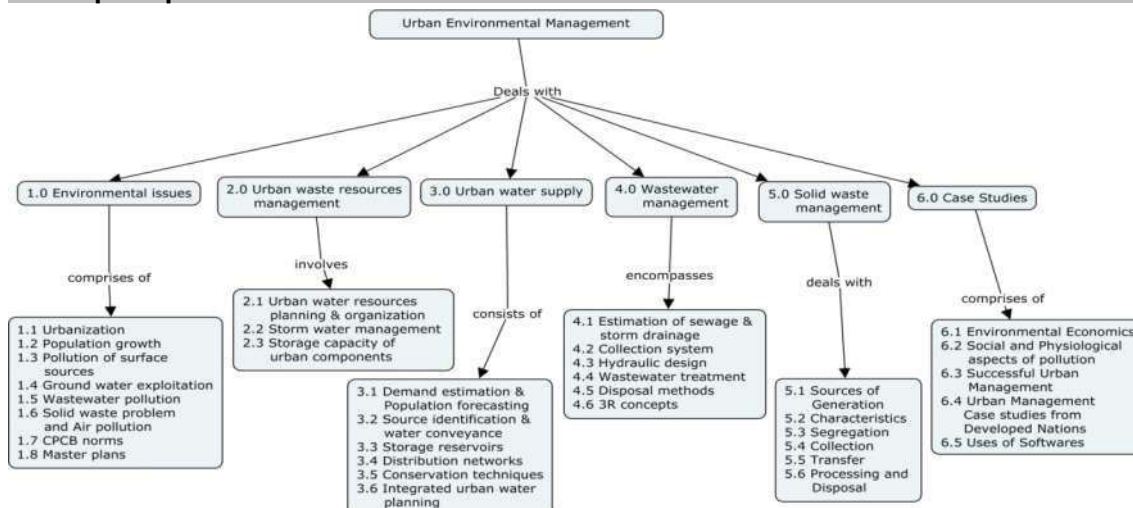 Urban Environmental Management
Deals with
1.0 Environmental issues
2.0 Urban waste resources
management
3.0 Urban water supply
4.0 Wastewater
management
5.0 Solid waste
management
6.0 Case Studies
comprises of
1.1 Urbanization
1.2 Population growth
1.3 Pollution of surface
sources
1.4 Ground water exploitation
1.5 Wastewater pollution
1.6 Solid waste problem
and Air pollution
1.7 CPCB norms
1.8 Master plans
involves
2.1 Urban water resources
planning & organization
2.2 Storm water management
2.3 Storage capacity of
urban components
consists of
3.1 Demand estimation &
Population forecasting
3.2 Source identification &
water conveyance
3.3 Storage reservoirs
3.4 Distribution networks
3.5 Conservation techniques
3.6 Integrated urban water
planning
encompasses
4.1 Estimation of sewage &
storm drainage
4.2 Collection system
4.3 Hydraulic design
4.4 Wastewater treatment
4.5 Disposal methods
4.6 3R concepts
deals with
5.1 Sources of
Generation
5.2 Characteristics
5.3 Segregation
5.4 Collection
5.5 Transfer
5.6 Processing and
Disposal
comprises of
6.1 Environmental Economics
6.2 Social and Physiological
aspects of pollution
6.3 Successful Urban
Management
6.4 Urban Management
Case studies from
Developed Nations
6.5 Uses of Softwares